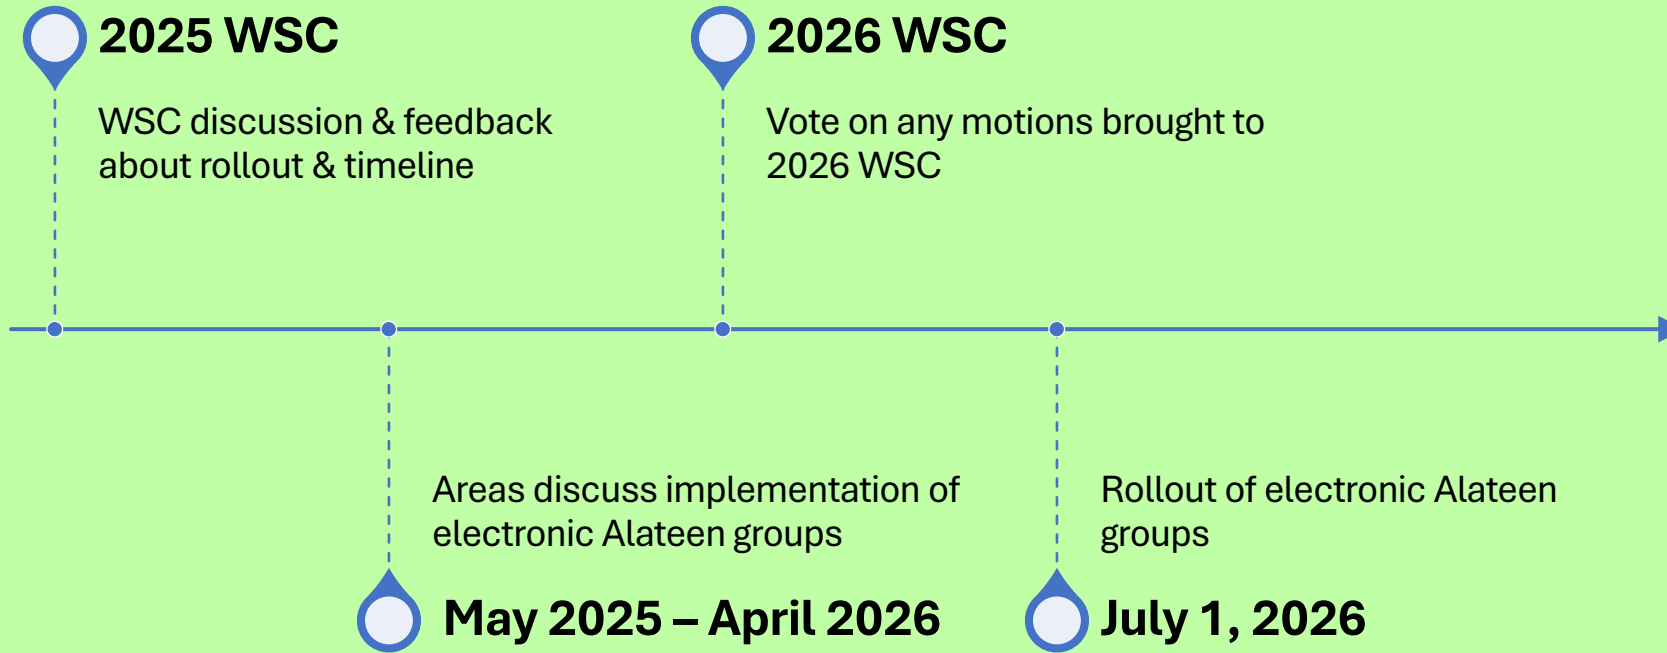 2025 WSC
WSC discussion & feedback
about rollout & timeline
2026 WSC
Vote on any motions brought to
2026 WSC
Areas discuss implementation of
electronic Alateen groups
May 2025 – April 2026
Rollout of electronic Alateen
groups
July 1, 2026